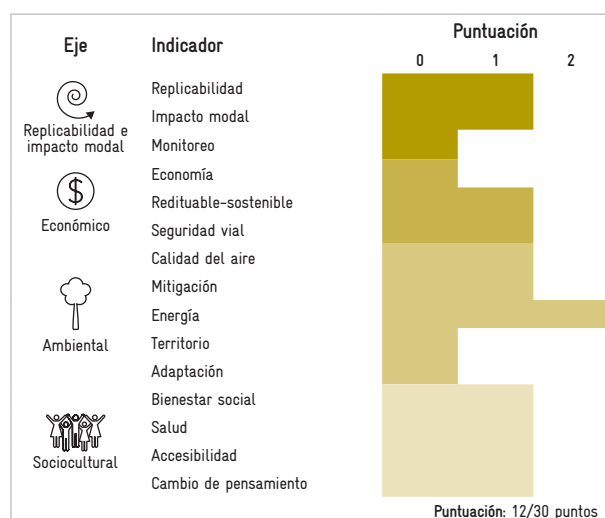 Eje Indicador Puntuación
0 1 2
Replicabilidad e
impacto modal
Replicabilidad
Impacto modal
Monitoreo
$
Económico
Economía
Redituable-sostenible
Seguridad vial
Ambiental
Calidad del aire
Mitigación
Energía
Territorio
Adaptación
Sociocultural
Bienestar social
Salud
Accesibilidad
Cambio de pensamiento
Puntuación: 12/30 puntos